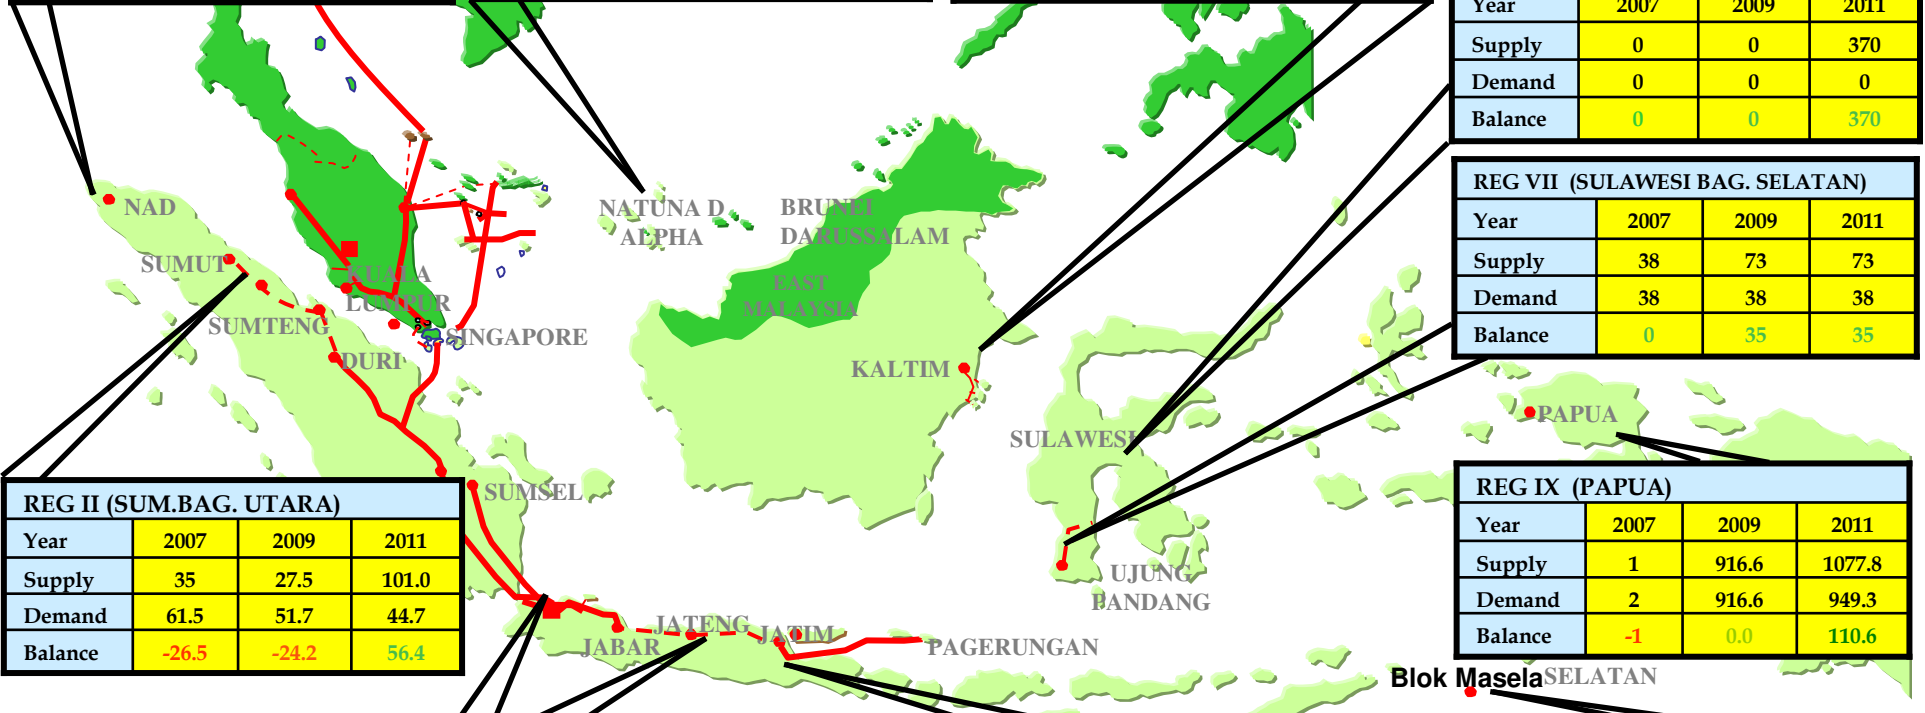 Year 2007 2009 2011
Supply 0 0 370
Demand 0 0 0
Balance 0 0 370
REG VII (SULAWESI BAG. SELATAN)
Year 2007 2009 2011
Supply 38 73 73
Demand 38 38 38
Balance 0 35 35
NAD
NATUNA D
ALPHA
BRUNEI
DARUSSALAM
SUMUT
KUALA
LUMPUR
EAST
MALAYSIA
SUMTENG
SINGAPORE
DURI
KALTIM
SULAWESI
PAPUA
SUMSEL
REG II (SUM.BAG. UTARA)
Year 2007 2009 2011
Supply 35 27.5 101.0
Demand 61.5 51.7 44.7
Balance -26.5 -24.2 56.4
REG IX (PAPUA)
Year 2007 2009 2011
Supply 1 916.6 1077.8
Demand 2 916.6 949.3
Balance -1 0.0 110.6
UJUNG
PANDANG
JABAR
JATENG
JATIM
PAGERUNGAN
Blok Masela
SELATAN